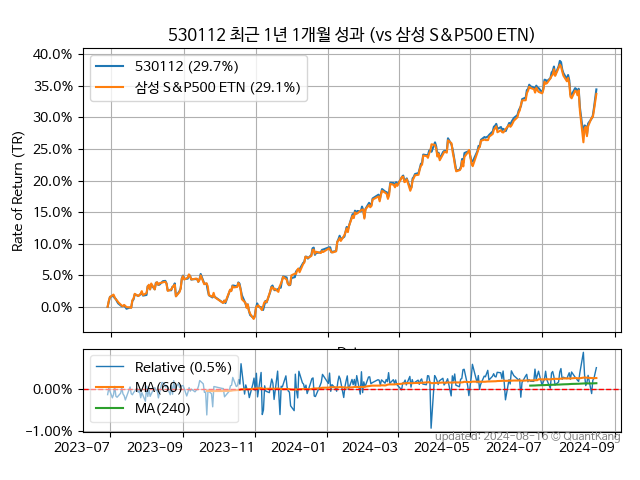 530112 최근 1년 1개월 성과 (vs 삼성 S&P500 ETN)
Rate of Return (TR)
40.0%
35.0%
30.0%
25.0%
20.0%
15.0%
10.0%
5.0%
0.0%
530112 (29.7%)
삼성 S&P500 ETN (29.1%)
0.00%
-1.00%
Relative (0.5%)
MA(60)
MA(240)
2023-07 2023-09 2023-11 2024-01 2024-03 2024-05 2024-07 2024-09
updated: 2024-08-16 © QuantKang